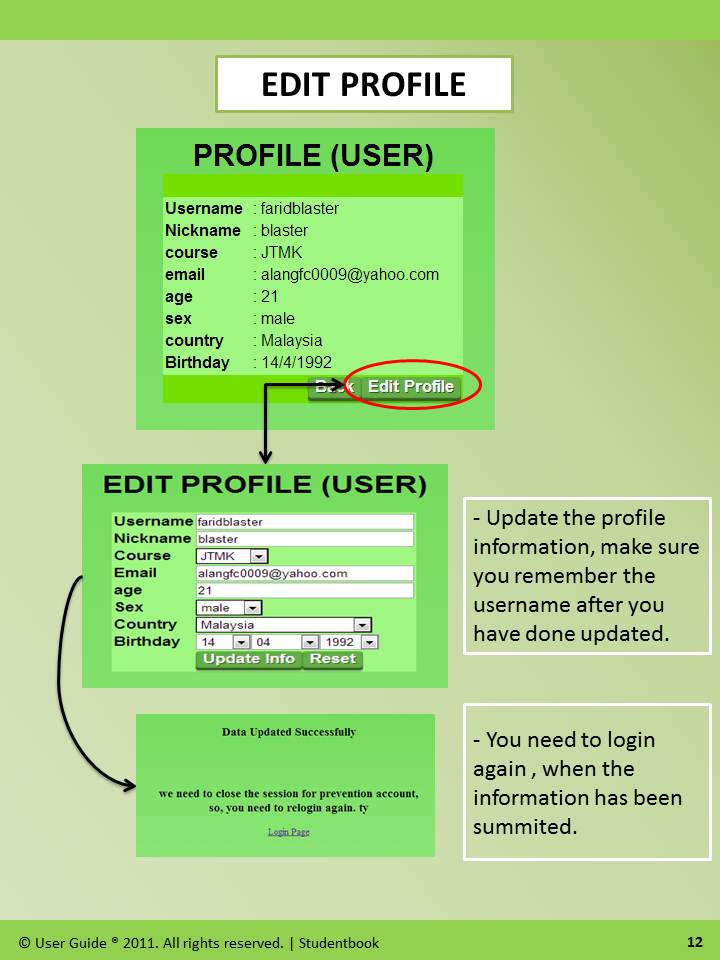 EDIT PROFILE
PROFILE (USER)
Username : faridblaster
Nickname : blaster
course : JTMK
email : alangfc0009@yahoo.com
age : 21
sex : male
country : Malaysia
Birthday : 14/4/1992
Back Edit Profile
EDIT PROFILE (USER)
Username faridblaster
Nickname blaster
Course JTMK
Email alangfc0009@yahoo.com
age 21
Sex male
Country Malaysia
Birthday 14 04 1992
Update Info Reset
- Update the profile
information, make sure
you remember the
username after you
have done updated.
Data Updated Successfully
we need to close the session for prevention account,
so, you need to relogin again. ty
Login Page
- You need to login
again , when the
information has been
summited.
© User Guide ® 2011. All rights reserved. | Studentbook
12